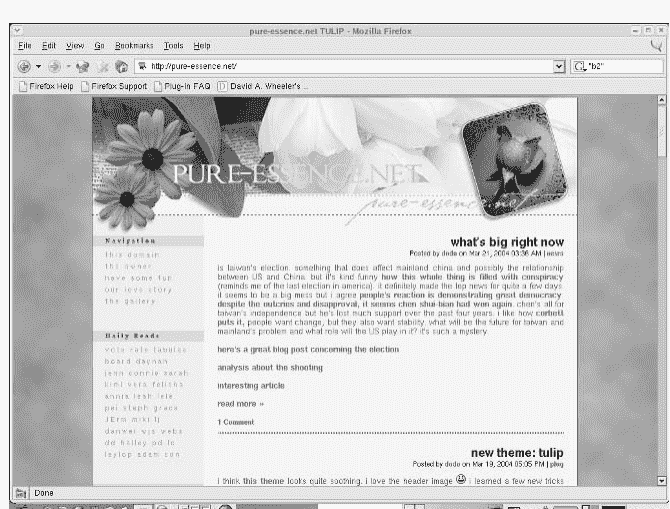 pure-essence.net TULIP - Mozilla Firefox
File Edit View Go Bookmarks Tools Help
http://pure-essence.net/ "b2"
Firefox Help Firefox Support Plug-in FAQ David A. Wheeler's ..
PURE-ESSENCE.NET
pure-essence.net
Navigation
this domain
the owner
have some fun
our love story
the gallery
Daily Reads
what's big right now
Posted by dodo on Mar 21, 2004 03:36 AM | news
is taiwan's election. something that does affect mainland china and possibly the relationship
between US and China. but it's kind funny how this whole thing is filled with conspiracy
(reminds me of the last election in america). it definitely made the top news for quite a few days.
it seems to be a big mess but i agree people's reaction is demonstrating great democracy.
despite the outcries and disapproval, it seems chen shui-bian had won again. chen's all for
taiwan's independence but he's lost much support over the past four years. i like how corbett
puts it, people want change, but they also want stability. what will be the future for taiwan and
mainland's problem and what role will the US play in it? it's such a mystery.
here's a great blog post concerning the election
analysis about the shooting
interesting article
read more »
1 Comment
new theme: tulip
Posted by dodo on Mar 19, 2004 05:05 PM | plog
i think this theme looks quite soothing. i love the header image i learned a few new tricks
Done